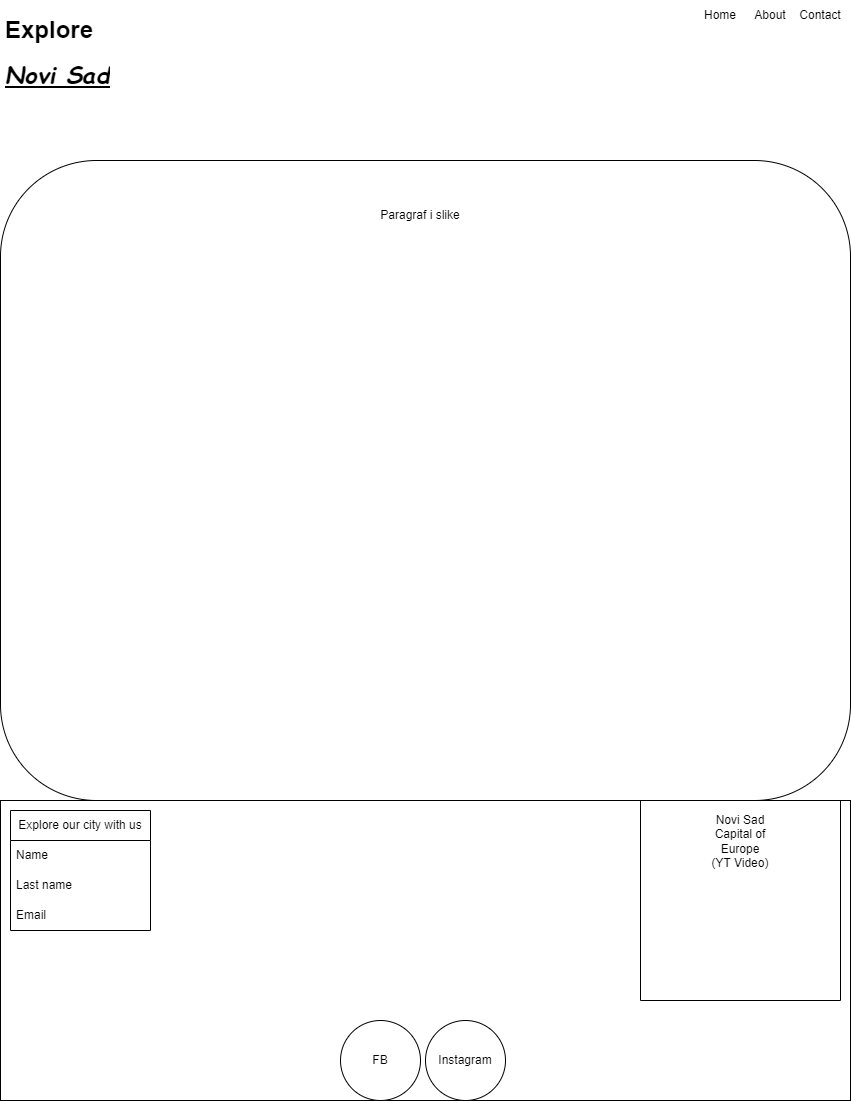 Home About Contact
Explore
Novi Sad
Paragraf i slike
Explore our city with us
Name
Last name
Email
Novi Sad
Capital of
Europe
(YT Video)
FB
Instagram